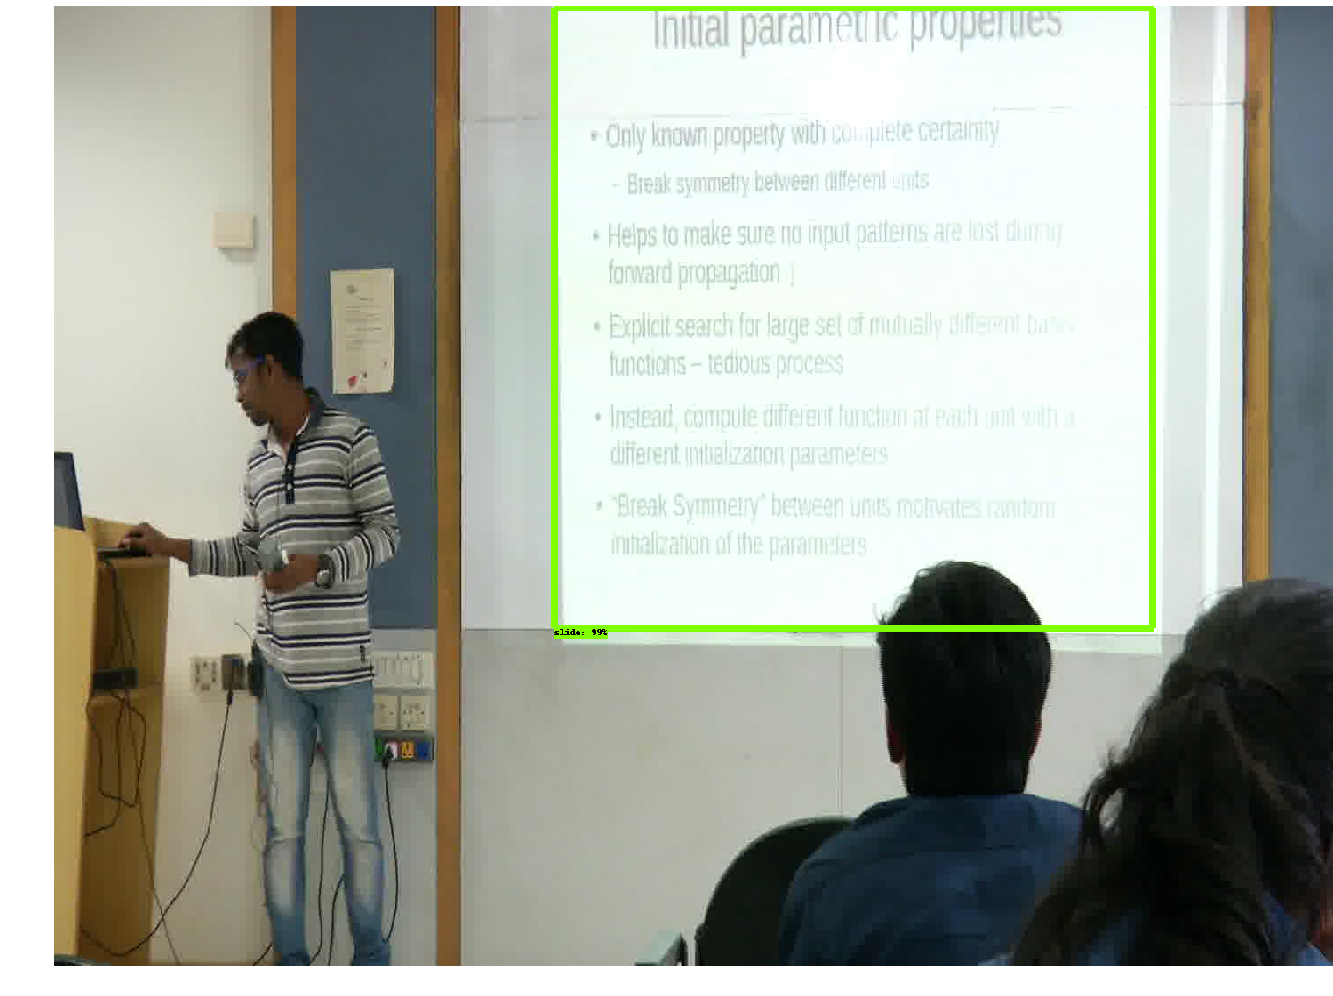 Initial parametric properties
• Only known property with complete certainity
– Break symmetry between different units
• Helps to make sure no input patterns are lost during
forward propagation
• Explicit search for large set of mutually different basis
functions – tedious process
• Instead, compute different function at each unit with a
different initialization parameters
• "Break Symmetry" between units motivates random
initialization of the parameters
slide: 99%